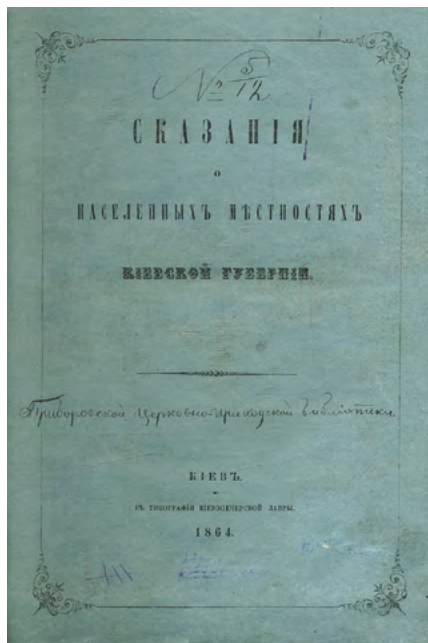 № 5/12
СКАЗАНІЯ
О
НАСЕЛЕННЫХЪ МѢСТНОСТЯХЪ
КІЕВСКОЙ ГУБЕРНІИ.
Приборовской Церковно-Приходской Библіотеки
КІЕВЪ.
ВЪ ТИПОГРАФІИ КІЕВОПЕЧЕРСКОЙ ЛАВРЫ.
1864.